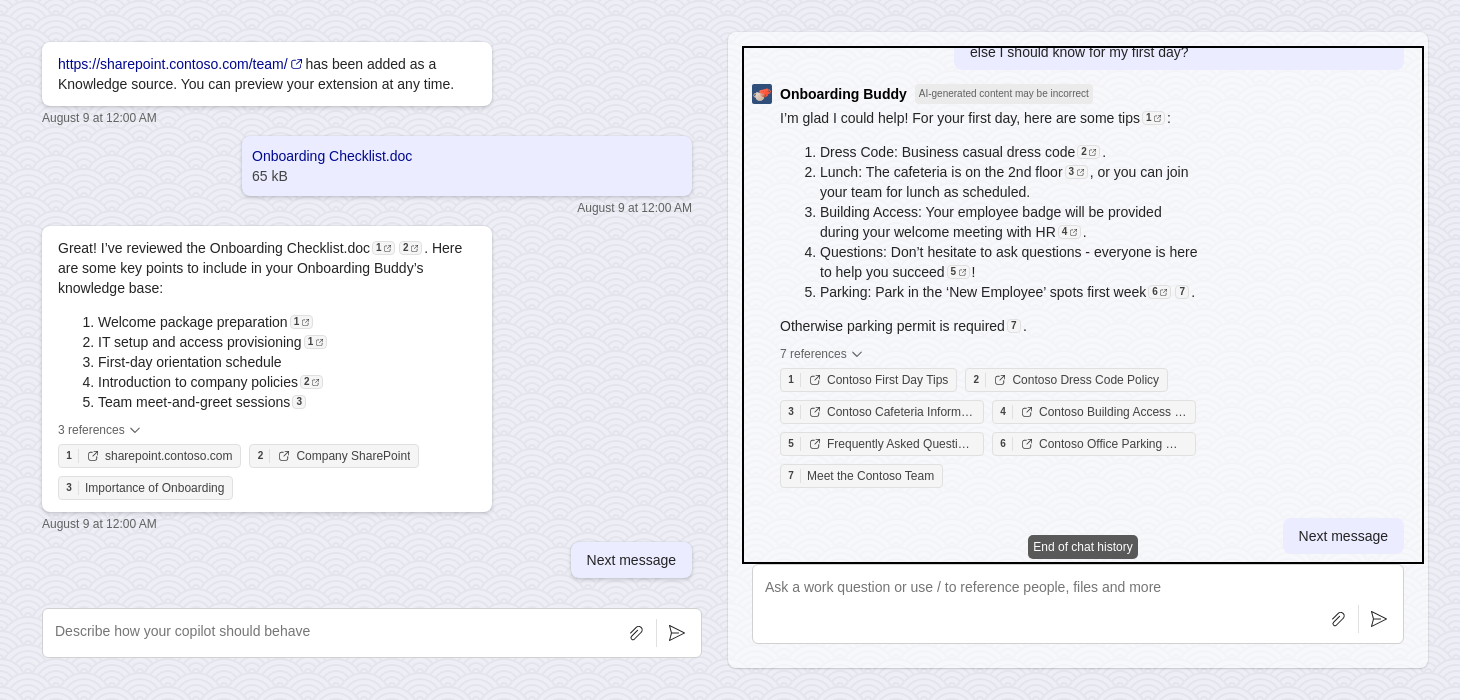 https://sharepoint.contoso.com/team/ has been added as a
Knowledge source. You can preview your extension at any time.
August 9 at 12:00 AM
Onboarding Checklist.doc
65 kB
August 9 at 12:00 AM
Great! I’ve reviewed the Onboarding Checklist.doc 1 2 . Here
are some key points to include in your Onboarding Buddy’s
knowledge base:
1. Welcome package preparation 1
2. IT setup and access provisioning 1
3. First-day orientation schedule
4. Introduction to company policies 2
5. Team meet-and-greet sessions 3
3 references
1 sharepoint.contoso.com 2 Company SharePoint
3 Importance of Onboarding
August 9 at 12:00 AM
Next message
Describe how your copilot should behave
else I should know for my first day?
Onboarding Buddy AI-generated content may be incorrect
I’m glad I could help! For your first day, here are some tips 1 :
1. Dress Code: Business casual dress code 2 .
2. Lunch: The cafeteria is on the 2nd floor 3 , or you can join
your team for lunch as scheduled.
3. Building Access: Your employee badge will be provided
during your welcome meeting with HR 4 .
4. Questions: Don’t hesitate to ask questions - everyone is here
to help you succeed 5 !
5. Parking: Park in the ‘New Employee’ spots first week 6 7 .
Otherwise parking permit is required 7 .
7 references
1 Contoso First Day Tips 2 Contoso Dress Code Policy
3 Contoso Cafeteria Inform… 4 Contoso Building Access …
5 Frequently Asked Questi… 6 Contoso Office Parking …
7 Meet the Contoso Team
Next message
End of chat history
Ask a work question or use / to reference people, files and more